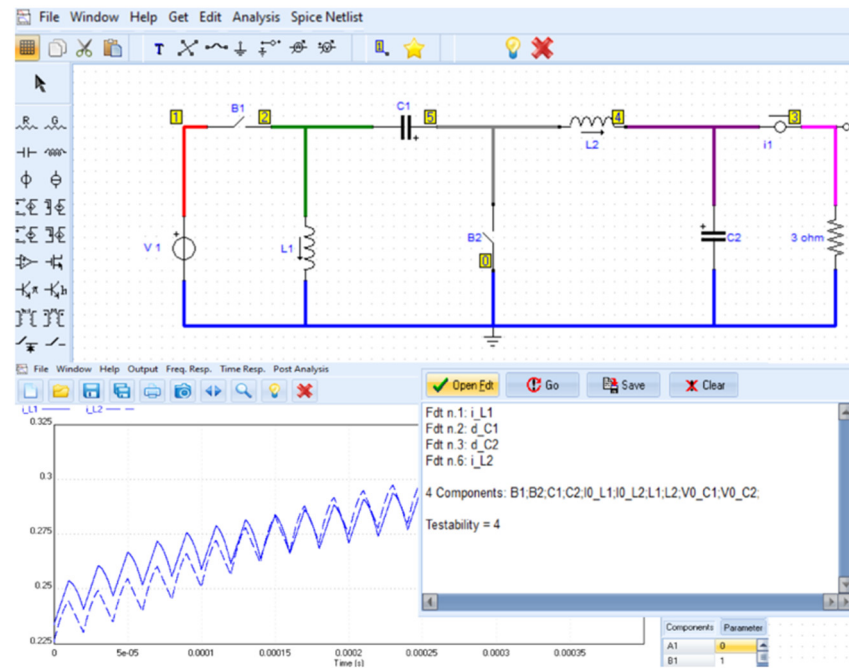 File Window Help Get Edit Analysis Spice Netlist
T
R G
1
B1
2
C1
5
L2
4
i1
3
V 1
L1
B2
0
C2
3 ohm
File Window Help Output Freq. Resp. Time Resp. Post Analysis
i_L1 i_L2
0.325
0.3
0.275
0.25
0.225
0 5e-05 0.0001 0.00015 0.0002 0.00025 0.0003 0.00035
Time (s)
Open Fdt Go Save Clear
Fdt n.1: i_L1
Fdt n.2: d_C1
Fdt n.3: d_C2
Fdt n.6: i_L2
4 Components: B1;B2;C1;C2;I0_L1;I0_L2;L1;L2;V0_C1;V0_C2;
Testability = 4
Components Parameter
A1 0
B1 1